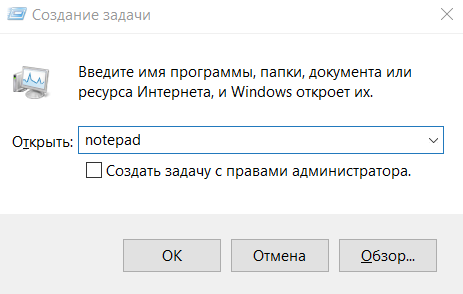 Создание задачи
Введите имя программы, папки, документа или
ресурса Интернета, и Windows откроет их.
Открыть: notepad
Создать задачу с правами администратора.
ОК Отмена Обзор...